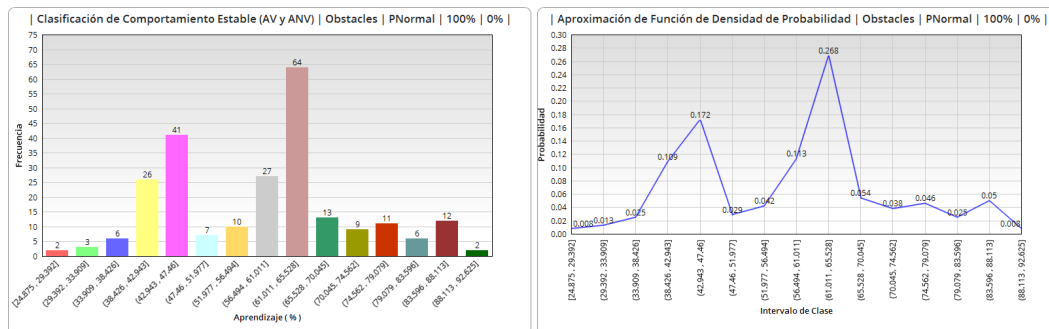 | Clasificación de Comportamiento Estable (AV y ANV) | Obstacles | PNormal | 100% | 0% |
75
70
65
60
55
50
45
40
35
30
25
20
15
10
5
0
Frecuencia
2
3
6
26
41
7
10
27
64
13
9
11
6
12
2
[24.875 , 29.392]
(29.392 , 33.909]
(33.909 , 38.426]
(38.426 , 42.943]
(42.943 , 47.46]
(47.46 , 51.977]
(51.977 , 56.494]
(56.494 , 61.011]
(61.011 , 65.528]
(65.528 , 70.045]
(70.045 , 74.562]
(74.562 , 79.079]
(79.079 , 83.596]
(83.596 , 88.113]
(88.113 , 92.625]
Aprendizaje ( % )
| Aproximación de Función de Densidad de Probabilidad | Obstacles | PNormal | 100% | 0% |
0.30
0.28
0.26
0.24
0.22
0.20
0.18
0.16
0.14
0.12
0.10
0.08
0.06
0.04
0.02
0.00
Probabilidad
0.008
0.013
0.025
0.109
0.172
0.029
0.042
0.113
0.268
0.054
0.038
0.046
0.025
0.05
0.008
[24.875 , 29.392]
(29.392 , 33.909]
(33.909 , 38.426]
(38.426 , 42.943]
(42.943 , 47.46]
(47.46 , 51.977]
(51.977 , 56.494]
(56.494 , 61.011]
(61.011 , 65.528]
(65.528 , 70.045]
(70.045 , 74.562]
(74.562 , 79.079]
(79.079 , 83.596]
(83.596 , 88.113]
(88.113 , 92.625]
Intervalo de Clase